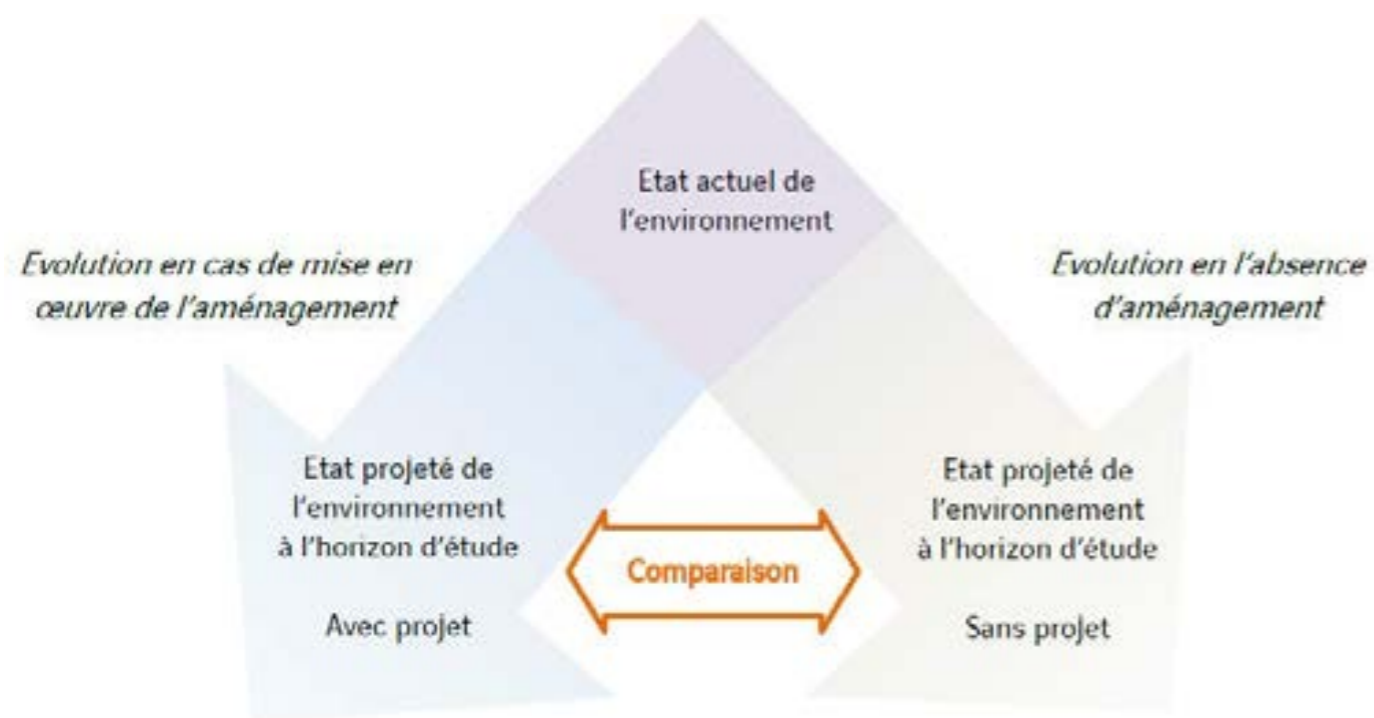 Etat actuel de
l'environnement
Evolution en cas de mise en
œuvre de l'aménagement
Evolution en l'absence
d'aménagement
Etat projeté de
l'environnement
à l'horizon d'étude
Avec projet
Comparaison
Etat projeté de
l'environnement
à l'horizon d'étude
Sans projet